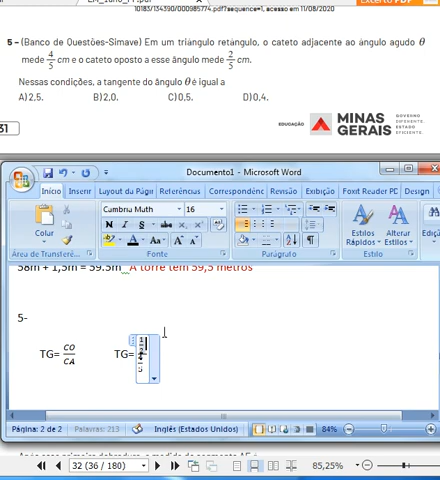 10183/134390/000985774.pdf?sequence=1, acesso em 11/08/2020
5 – (Banco de Questões-Simave) Em um triângulo retângulo, o cateto adjacente ao ângulo agudo θ
mede 4/5 cm e o cateto oposto a esse ângulo mede 2/5 cm.
Nessas condições, a tangente do ângulo θ é igual a
A) 2,5. B) 2,0. C) 0,5. D) 0,4.
31
EDUCAÇÃO MINAS GERAIS GOVERNO DIFERENTE. ESTADO EFICIENTE.
Documento1 - Microsoft Word
Início Inserir Layout da Págir Referências Correspondênc Revisão Exibição Foxit Reader PDF Design
Cambria Math 16
Colar
N I S abc x₂ x²
Estilos Rápidos Alterar Estilos Ediçã
Área de Transferê... Fonte Parágrafo Estilo
58m + 1,5m = 59.5m A torre tem 59,5 metros
5-
TG= CO/CA TG=
Página: 2 de 2 Palavras: 213 Inglês (Estados Unidos) 84%
32 (36 / 180) 85,25%